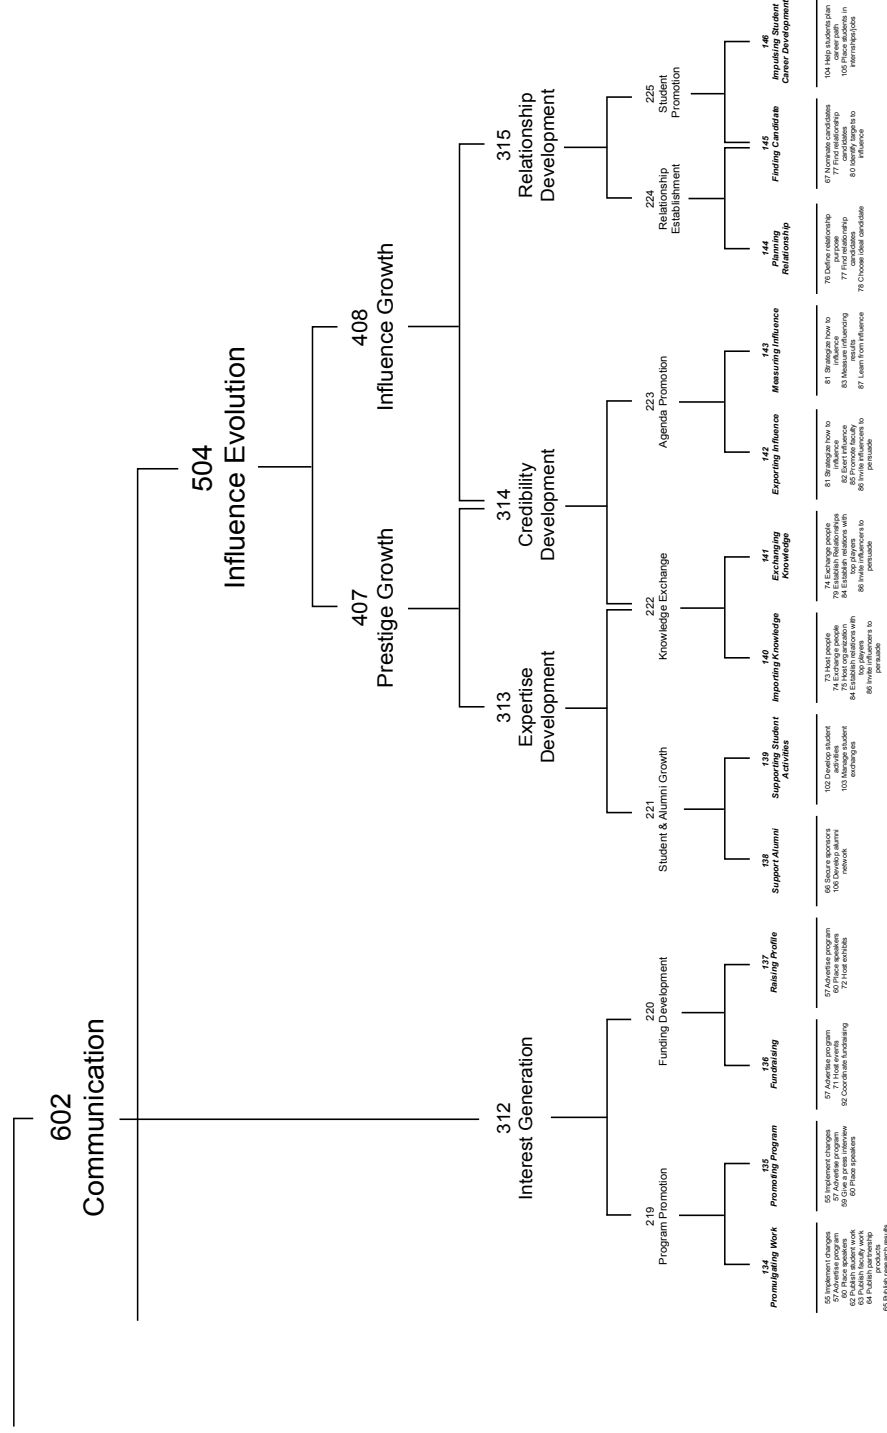 602
Communication
504
Influence Evolution
407
Prestige Growth
408
Influence Growth
312
Interest Generation
313
Expertise
Development
314
Credibility
Development
315
Relationship
Development
219
Program Promotion
220
Funding Development
221
Student & Alumni Growth
222
Knowledge Exchange
223
Agenda Promotion
224
Relationship
Establishment
225
Student
Promotion
134
Promulgating Work
135
Promoting Program
136
Fundraising
137
Raising Profile
138
Support Alumni
139
Supporting Student
Activities
140
Importing Knowledge
141
Exchanging
Knowledge
142
Exporting Influence
143
Measuring Influence
144
Planning
Relationship
145
Finding Candidate
146
Impulsing Student
Career Development
55 Implement changes
57 Advertise program
60 Place speakers
62 Publish student work
63 Publish faculty work
64 Publish partnership
products
65 Publish research results
55 Implement changes
57 Advertise program
59 Give a press interview
60 Place speakers
57 Advertise program
71 Host events
92 Coordinate fundraising
57 Advertise program
60 Place speakers
72 Host exhibits
66 Secure sponsors
106 Develop alumni
network
102 Develop student
activities
103 Manage student
exchanges
73 Host people
74 Exchange people
75 Host organization
84 Establish relations with
top players
86 Invite influencers to
persuade
74 Exchange people
79 Establish Relationships
84 Establish relations with
top players
86 Invite influencers to
persuade
81 Strategize how to
influence
82 Exert influence
85 Promote faculty
86 Invite influencers to
persuade
81 Strategize how to
influence
83 Measure influencing
results
87 Learn from influence
76 Define relationship
purpose
77 Find relationship
candidates
78 Choose ideal candidate
67 Nominate candidates
77 Find relationship
candidates
80 Identify targets to
influence
104 Help students plan
career path
105 Place students in
internships/jobs